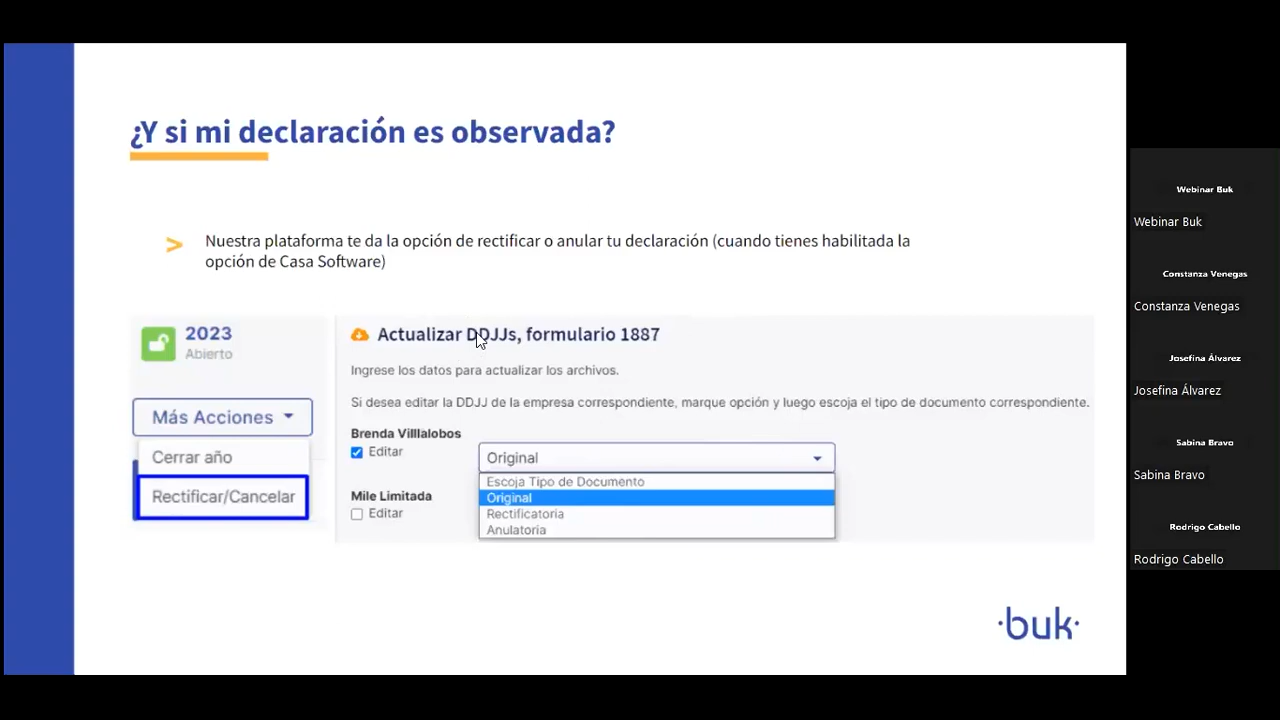 ¿Y si mi declaración es observada?
> Nuestra plataforma te da la opción de rectificar o anular tu declaración (cuando tienes habilitada la
opción de Casa Software)
2023
Abierto
Más Acciones
Cerrar año
Rectificar/Cancelar
Actualizar DDJJs, formulario 1887
Ingrese los datos para actualizar los archivos.
Si desea editar la DDJJ de la empresa correspondiente, marque opción y luego escoja el tipo de documento correspondiente.
Brenda Villlalobos
Editar
Original
Escoja Tipo de Documento
Original
Rectificatoria
Anulatoria
Mile Limitada
Editar
·buk·
Webinar Buk
Webinar Buk
Constanza Venegas
Constanza Venegas
Josefina Álvarez
Josefina Álvarez
Sabina Bravo
Sabina Bravo
Rodrigo Cabello
Rodrigo Cabello